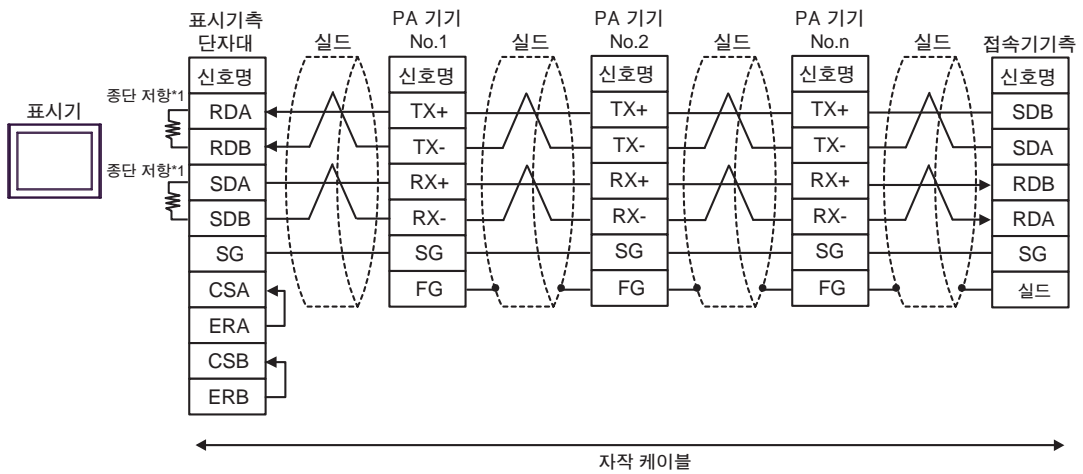 표시기
표시기측
단자대
신호명
RDA
RDB
SDA
SDB
SG
CSA
ERA
CSB
ERB
종단 저항*1
종단 저항*1
실드
PA 기기
No.1
신호명
TX+
TX-
RX+
RX-
SG
FG
실드
PA 기기
No.2
신호명
TX+
TX-
RX+
RX-
SG
FG
실드
PA 기기
No.n
신호명
TX+
TX-
RX+
RX-
SG
FG
실드
접속기기측
신호명
SDB
SDA
RDB
RDA
SG
실드
자작 케이블